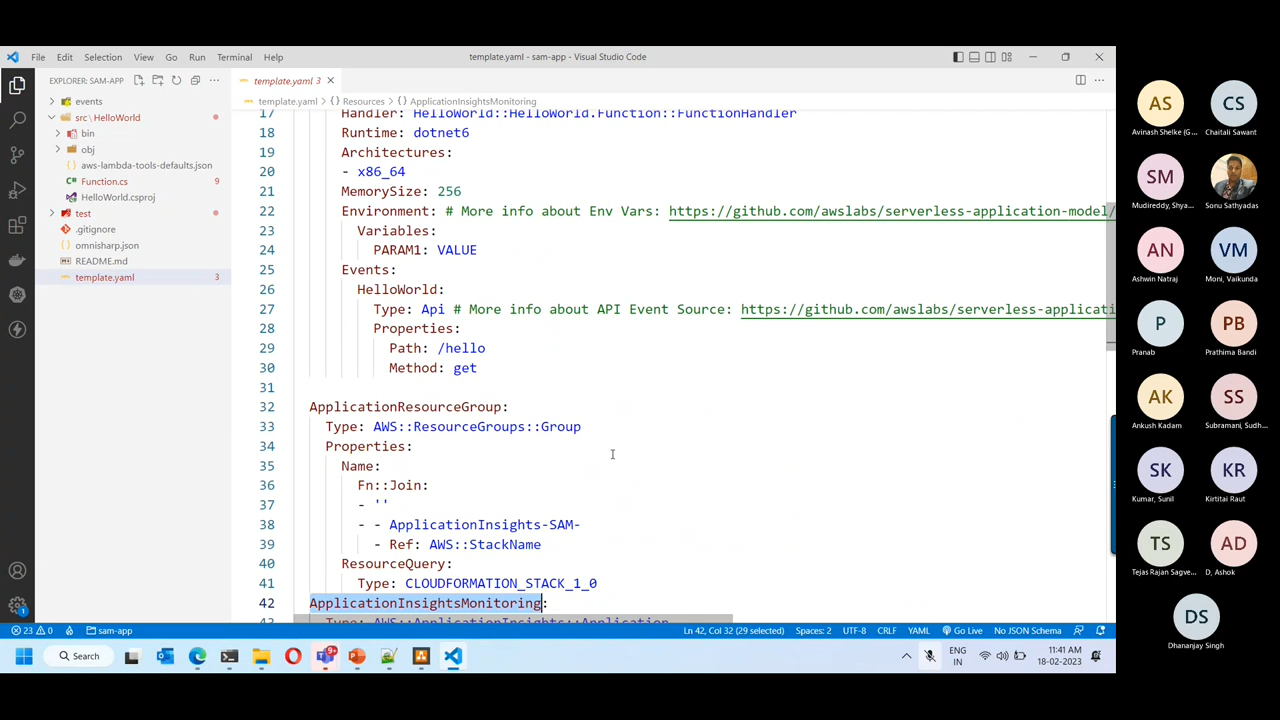 File Edit Selection View Go Run Terminal Help
template.yaml - sam-app - Visual Studio Code
EXPLORER: SAM-APP
events
src \ HelloWorld
bin
obj
aws-lambda-tools-defaults.json
Function.cs 9
HelloWorld.csproj
test
.gitignore
omnisharp.json
README.md
template.yaml 3
template.yaml 3
template.yaml > {} Resources > {} ApplicationInsightsMonitoring
17 Handler: HelloWorld::HelloWorld.Function::FunctionHandler
18 Runtime: dotnet6
19 Architectures:
20 - x86_64
21 MemorySize: 256
22 Environment: # More info about Env Vars: https://github.com/awslabs/serverless-application-model/
23 Variables:
24 PARAM1: VALUE
25 Events:
26 HelloWorld:
27 Type: Api # More info about API Event Source: https://github.com/awslabs/serverless-applicati
28 Properties:
29 Path: /hello
30 Method: get
31
32 ApplicationResourceGroup:
33 Type: AWS::ResourceGroups::Group
34 Properties:
35 Name:
36 Fn::Join:
37 - ''
38 - - ApplicationInsights-SAM-
39 - Ref: AWS::StackName
40 ResourceQuery:
41 Type: CLOUDFORMATION_STACK_1_0
42 ApplicationInsightsMonitoring:
43 Type: AWS::ApplicationInsights::Application
1
23 0 sam-app
Ln 42, Col 32 (29 selected) Spaces: 2 UTF-8 CRLF YAML Go Live No JSON Schema
Search
9+
ENG
IN
11:41 AM
18-02-2023
AS
Avinash Shelke (G...
CS
Chaitali Sawant
SM
Mudireddy, Shya...
Sonu Sathyadas
AN
Ashwin Natraj
VM
Moni, Vaikunda
P
Pranab
PB
Prathima Bandi
AK
Ankush Kadam
SS
Subramani, Sudh...
SK
Kumar, Sunil
KR
Kirtitai Raut
TS
Tejas Rajan Sagve...
AD
D, Ashok
DS
Dhananjay Singh